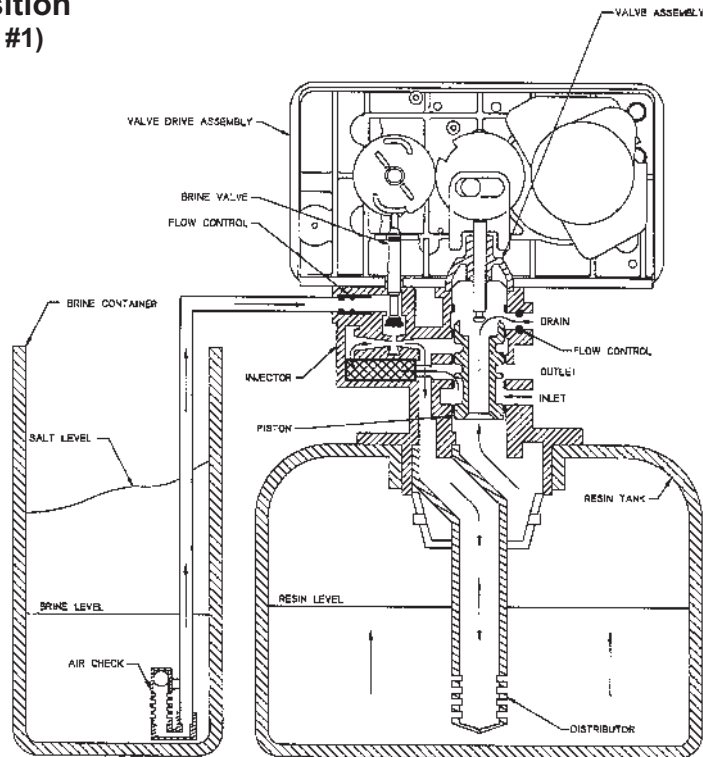 sition
#1)
VALVE ASSEMBLY
VALVE DRIVE ASSEMBLY
BRINE VALVE
FLOW CONTROL
BRINE CONTAINER
DRAIN
FLOW CONTROL
INJECTOR
OUTLET
INLET
PISTON
SALT LEVEL
RESIN TANK
BRINE LEVEL
RESIN LEVEL
AIR CHECK
DISTRIBUTOR